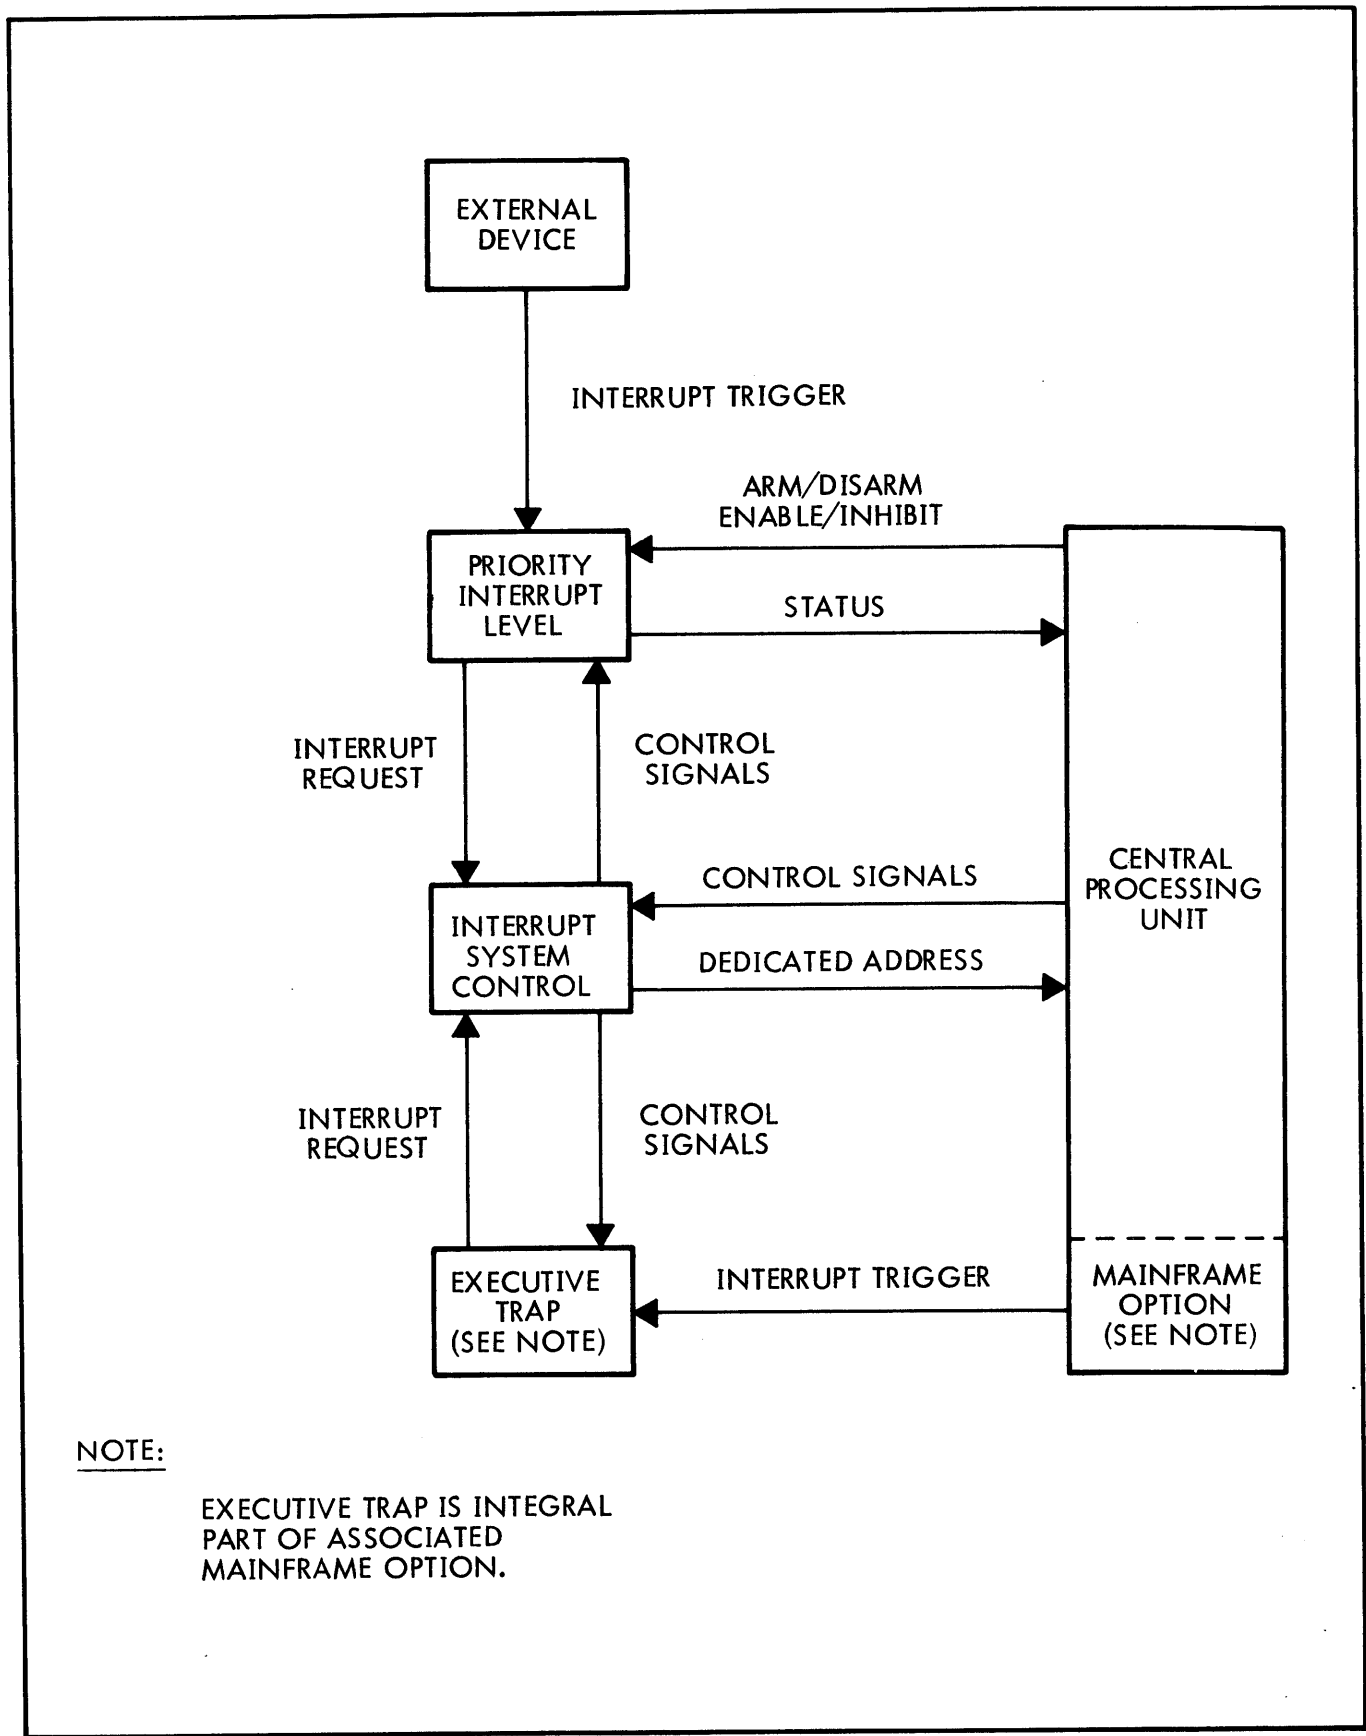 EXTERNAL
DEVICE
INTERRUPT TRIGGER
ARM/DISARM
ENABLE/INHIBIT
PRIORITY
INTERRUPT
LEVEL
STATUS
INTERRUPT
REQUEST
CONTROL
SIGNALS
CONTROL SIGNALS
CENTRAL
PROCESSING
UNIT
INTERRUPT
SYSTEM
CONTROL
DEDICATED ADDRESS
INTERRUPT
REQUEST
CONTROL
SIGNALS
EXECUTIVE
TRAP
(SEE NOTE)
INTERRUPT TRIGGER
MAINFRAME
OPTION
(SEE NOTE)
NOTE:
EXECUTIVE TRAP IS INTEGRAL
PART OF ASSOCIATED
MAINFRAME OPTION.